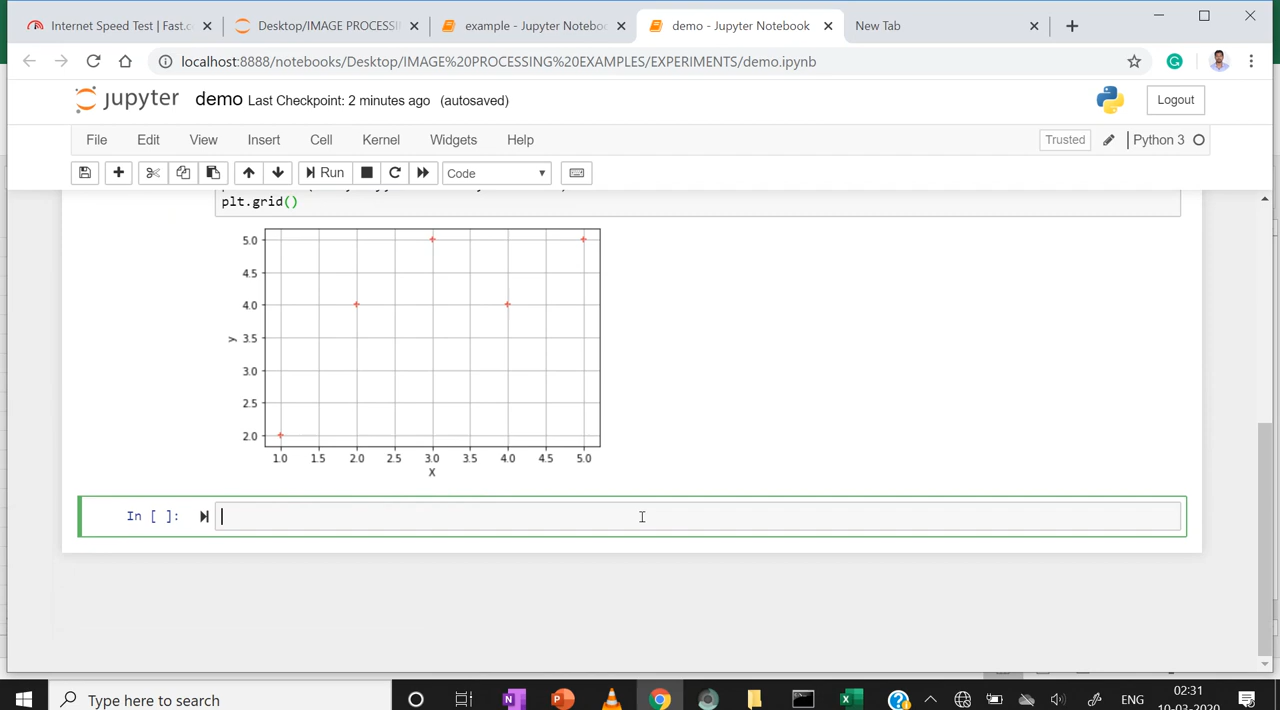 Internet Speed Test | Fast.c
Desktop/IMAGE PROCESSI
example - Jupyter Noteboo
demo - Jupyter Notebook
New Tab
localhost:8888/notebooks/Desktop/IMAGE%20PROCESSING%20EXAMPLES/EXPERIMENTS/demo.ipynb
jupyter demo Last Checkpoint: 2 minutes ago (autosaved)
Logout
File Edit View Insert Cell Kernel Widgets Help
Trusted Python 3
Run Code
plt.grid()
5.0
4.5
4.0
3.5
3.0
2.5
2.0
y
1.0 1.5 2.0 2.5 3.0 3.5 4.0 4.5 5.0
X
In [ ]:
Type here to search
ENG
02:31
10-03-2020